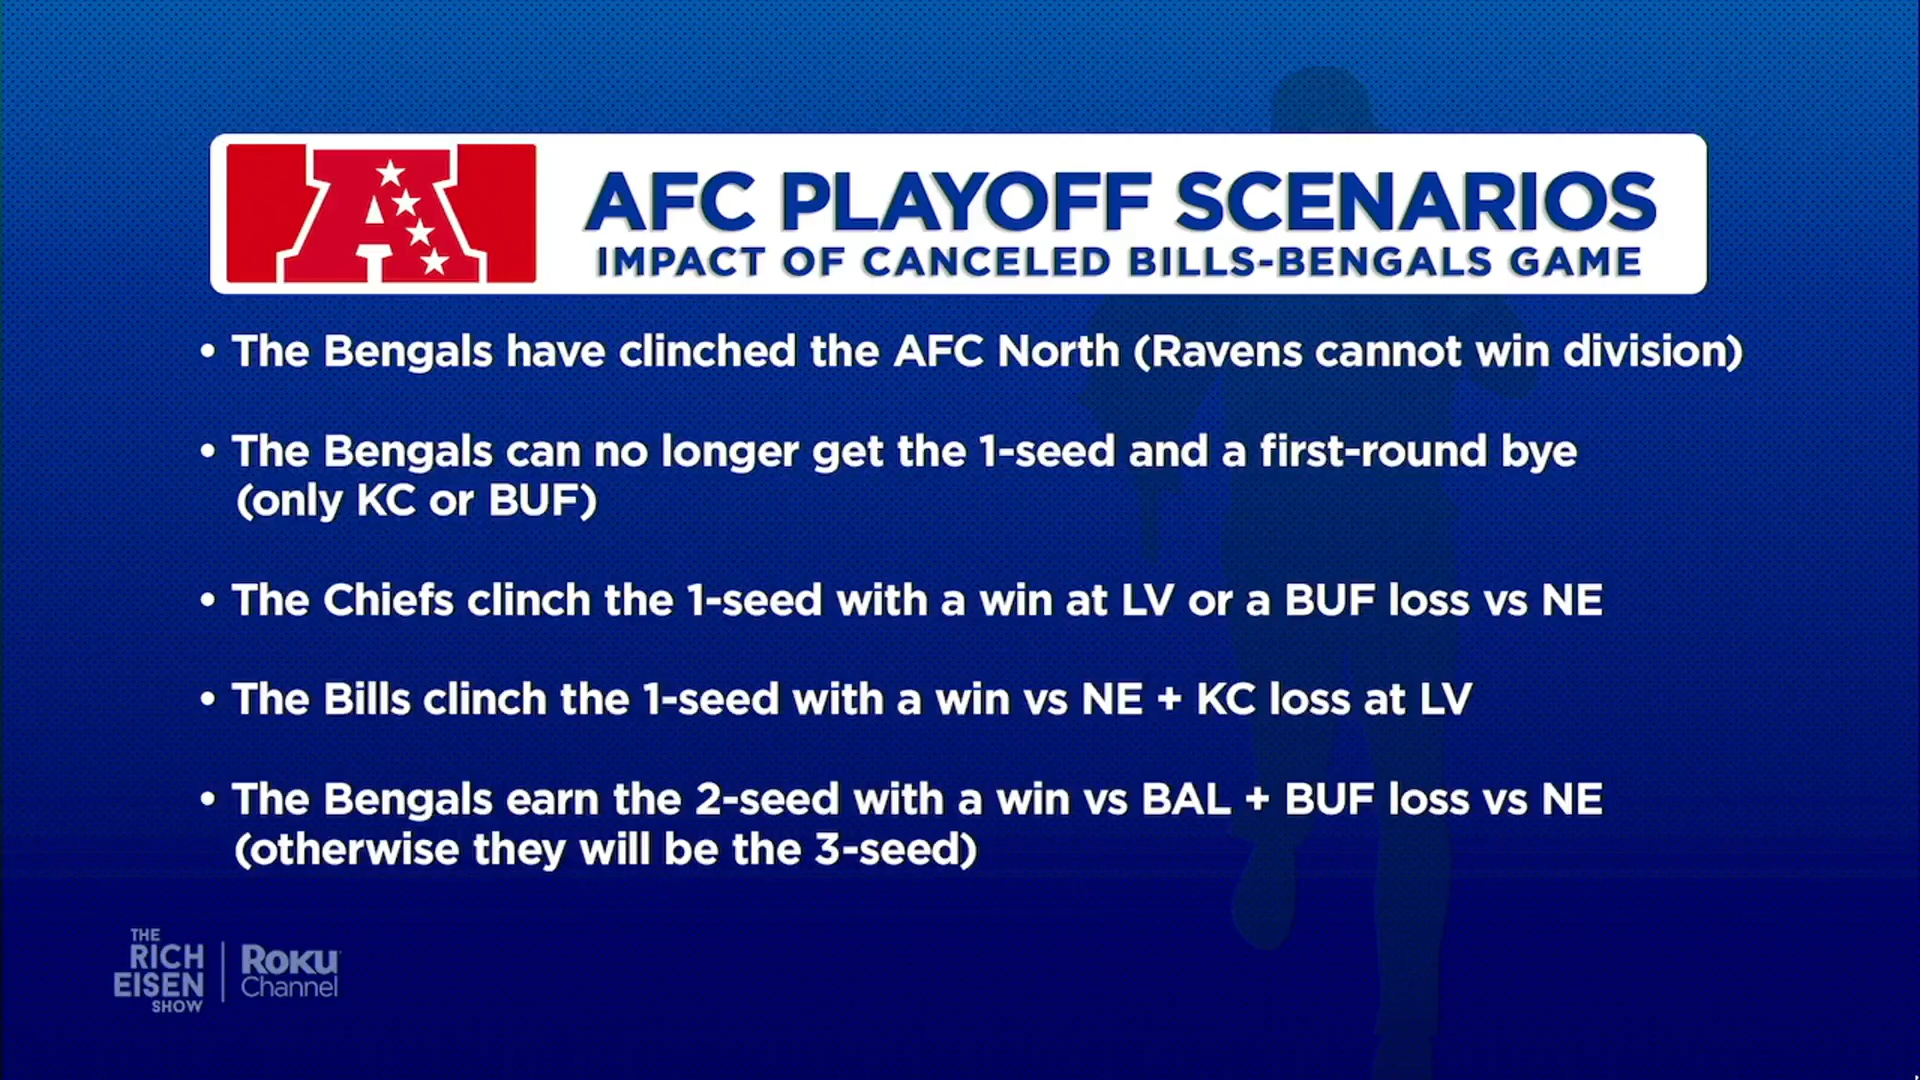 AFC PLAYOFF SCENARIOS
IMPACT OF CANCELED BILLS-BENGALS GAME
• The Bengals have clinched the AFC North (Ravens cannot win division)
• The Bengals can no longer get the 1-seed and a first-round bye
(only KC or BUF)
• The Chiefs clinch the 1-seed with a win at LV or a BUF loss vs NE
• The Bills clinch the 1-seed with a win vs NE + KC loss at LV
• The Bengals earn the 2-seed with a win vs BAL + BUF loss vs NE
(otherwise they will be the 3-seed)
THE
RICH
EISEN
SHOW
ROKU
Channel